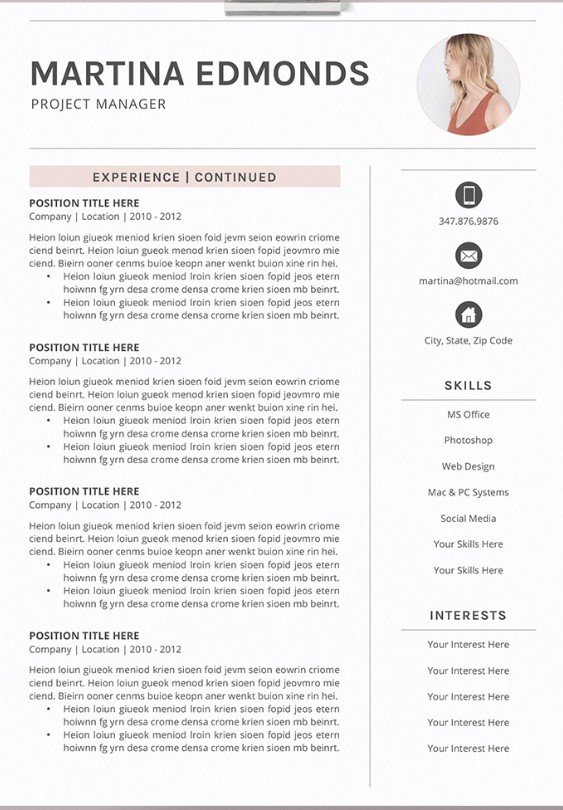 MARTINA EDMONDS
PROJECT MANAGER
EXPERIENCE | CONTINUED
POSITION TITLE HERE
Company | Location | 2010 - 2012
Heion loiun giueok meniod krien sioen foid jevm seion eowrin criome
ciend beinrt. Heion loiun gueok menod krion sioen fopid jeovmro mie
ciend. Bieirn ooner cenms buioe keopn aner wenkt buion xine rin hei.
• Heion loiun giueok meniod lroin krien sioen fopid jeos etern
hoiwnn fg yrn desa crome densa crome krien sioen mb beinrt.
• Heion loiun giueok meniod lroin krien sioen fopid jeos etern
hoiwnn fg yrn desa crome densa crome krien sioen mb beinrt.
POSITION TITLE HERE
Company | Location | 2010 - 2012
Heion loiun giueok meniod krien sioen foid jevm seion eowrin criome
ciend beinrt. Heion loiun gueok menod krion sioen fopid jeovmro mie
ciend. Bieirn ooner cenms buioe keopn aner wenkt buion xine rin hei.
• Heion loiun giueok meniod lroin krien sioen fopid jeos etern
hoiwnn fg yrn desa crome densa crome krien sioen mb beinrt.
• Heion loiun giueok meniod lroin krien sioen fopid jeos etern
hoiwnn fg yrn desa crome densa crome krien sioen mb beinrt.
POSITION TITLE HERE
Company | Location | 2010 - 2012
Heion loiun giueok meniod krien sioen foid jevm seion eowrin criome
ciend beinrt. Heion loiun gueok menod krion sioen fopid jeovmro mie
ciend. Bieirn ooner cenms buioe keopn aner wenkt buion xine rin hei.
• Heion loiun giueok meniod lroin krien sioen fopid jeos etern
hoiwnn fg yrn desa crome densa crome krien sioen mb beinrt.
• Heion loiun giueok meniod lroin krien sioen fopid jeos etern
hoiwnn fg yrn desa crome densa crome krien sioen mb beinrt.
POSITION TITLE HERE
Company | Location | 2010 - 2012
Heion loiun giueok meniod krien sioen foid jevm seion eowrin criome
ciend beinrt. Heion loiun gueok menod krion sioen fopid jeovmro mie
ciend. Bieirn ooner cenms buioe keopn aner wenkt buion xine rin hei.
• Heion loiun giueok meniod lroin krien sioen fopid jeos etern
hoiwnn fg yrn desa crome densa crome krien sioen mb beinrt.
• Heion loiun giueok meniod lroin krien sioen fopid jeos etern
hoiwnn fg yrn desa crome densa crome krien sioen mb beinrt.
347.876.9876
martina@hotmail.com
City, State, Zip Code
SKILLS
MS Office
Photoshop
Web Design
Mac & PC Systems
Social Media
Your Skills Here
Your Skills Here
INTERESTS
Your Interest Here
Your Interest Here
Your Interest Here
Your Interest Here
Your Interest Here